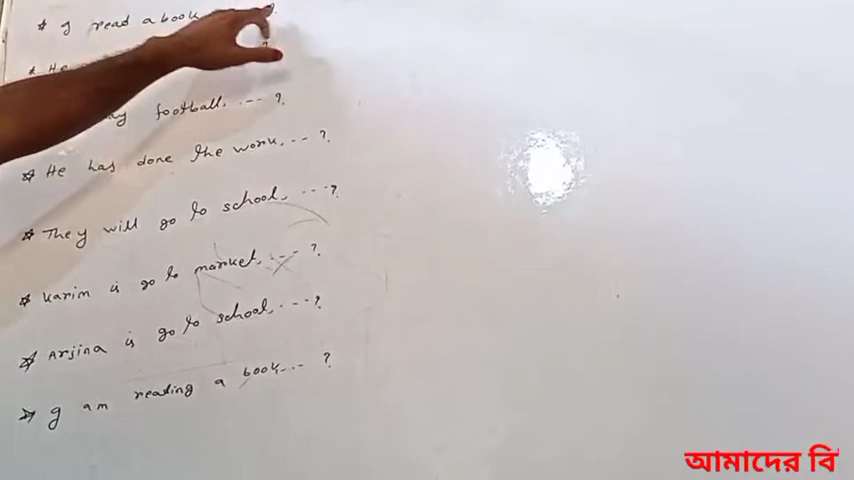 * I read a book ?
* He
football, ... ?
* He has done the work, ... ?
* They will go to school, .... ?
* Karim is go to market, .... ?
* Arjina is go to school, .... ?
* I am reading a book, ... ?
আমাদের বি